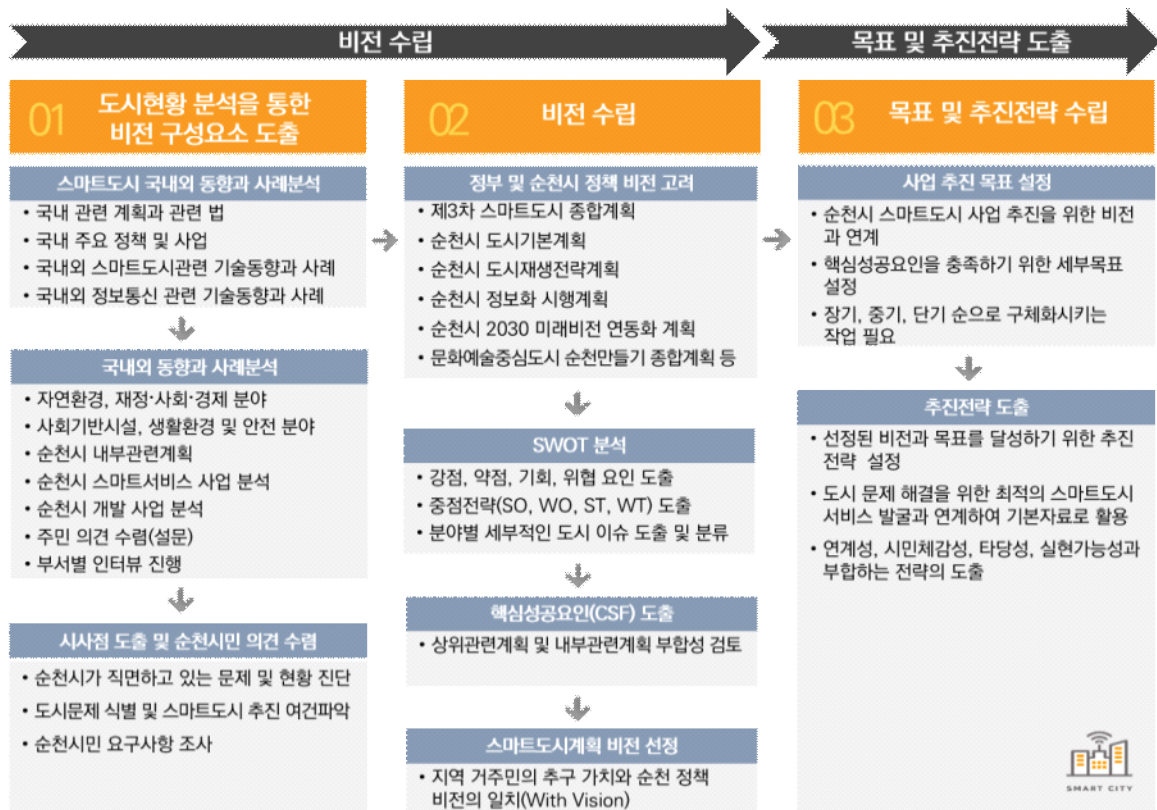 비전 수립
목표 및 추진전략 도출
01
도시현황 분석을 통한
비전 구성요소 도출
스마트도시 국내외 동향과 사례분석
• 국내 관련 계획과 관련 법
• 국내 주요 정책 및 사업
• 국내외 스마트도시관련 기술동향과 사례
• 국내외 정보통신 관련 기술동향과 사례
국내외 동향과 사례분석
• 자연환경, 재정·사회·경제 분야
• 사회기반시설, 생활환경 및 안전 분야
• 순천시 내부관련계획
• 순천시 스마트서비스 사업 분석
• 순천시 개발 사업 분석
• 주민 의견 수렴(설문)
• 부서별 인터뷰 진행
시사점 도출 및 순천시민 의견 수렴
• 순천시가 직면하고 있는 문제 및 현황 진단
• 도시문제 식별 및 스마트도시 추진 여건파악
• 순천시민 요구사항 조사
02
비전 수립
정부 및 순천시 정책 비전 고려
• 제3차 스마트도시 종합계획
• 순천시 도시기본계획
• 순천시 도시재생전략계획
• 순천시 정보화 시행계획
• 순천시 2030 미래비전 연동화 계획
• 문화예술중심도시 순천만들기 종합계획 등
SWOT 분석
• 강점, 약점, 기회, 위협 요인 도출
• 중점전략(SO, WO, ST, WT) 도출
• 분야별 세부적인 도시 이슈 도출 및 분류
핵심성공요인(CSF) 도출
• 상위관련계획 및 내부관련계획 부합성 검토
스마트도시계획 비전 선정
• 지역 거주민의 추구 가치와 순천 정책
비전의 일치(With Vision)
03
목표 및 추진전략 수립
사업 추진 목표 설정
• 순천시 스마트도시 사업 추진을 위한 비전
과 연계
• 핵심성공요인을 충족하기 위한 세부목표
설정
• 장기, 중기, 단기 순으로 구체화시키는
작업 필요
추진전략 도출
• 선정된 비전과 목표를 달성하기 위한 추진
전략 설정
• 도시 문제 해결을 위한 최적의 스마트도시
서비스 발굴과 연계하여 기본자료로 활용
• 연계성, 시민체감성, 타당성, 실현가능성과
부합하는 전략의 도출
SMART CITY